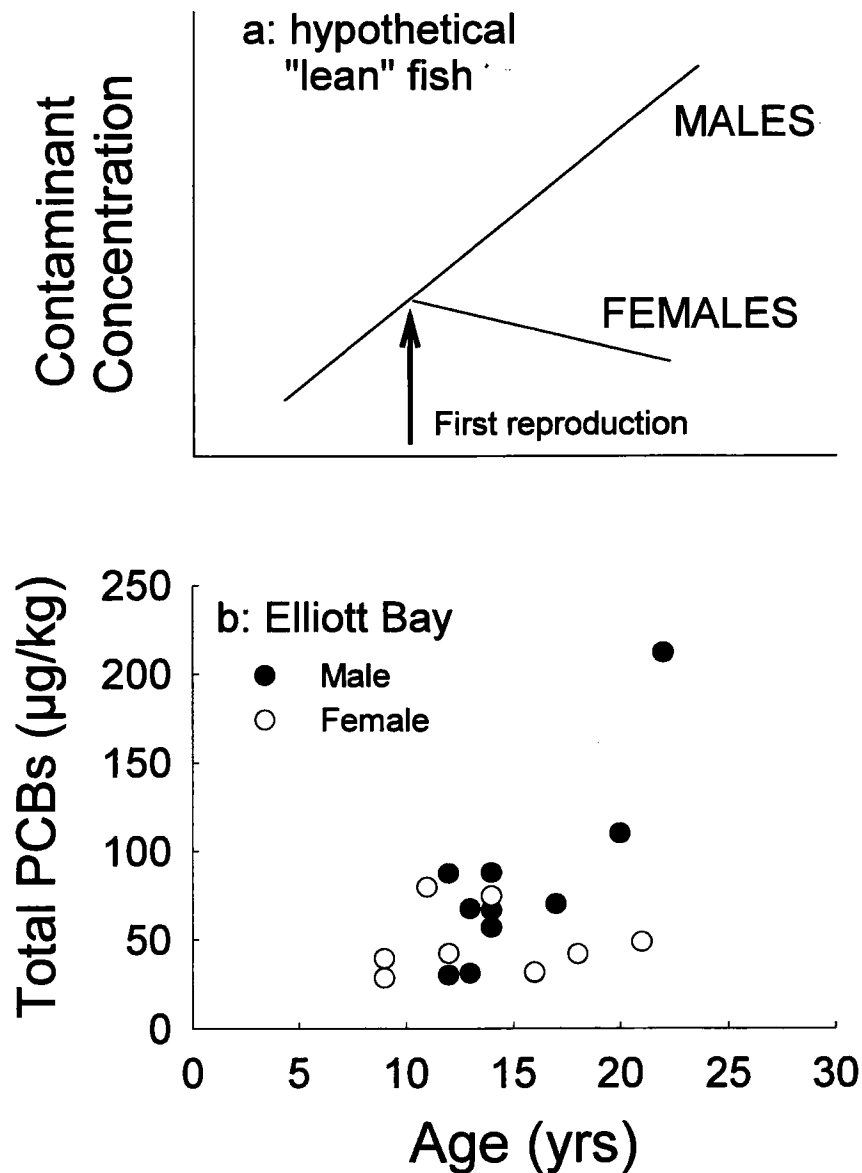 a: hypothetical
"lean" fish
Contaminant
Concentration
MALES
FEMALES
First reproduction
Total PCBs (µg/kg)
250
200
150
100
50
0
b: Elliott Bay
Male
Female
0 5 10 15 20 25 30
Age (yrs)